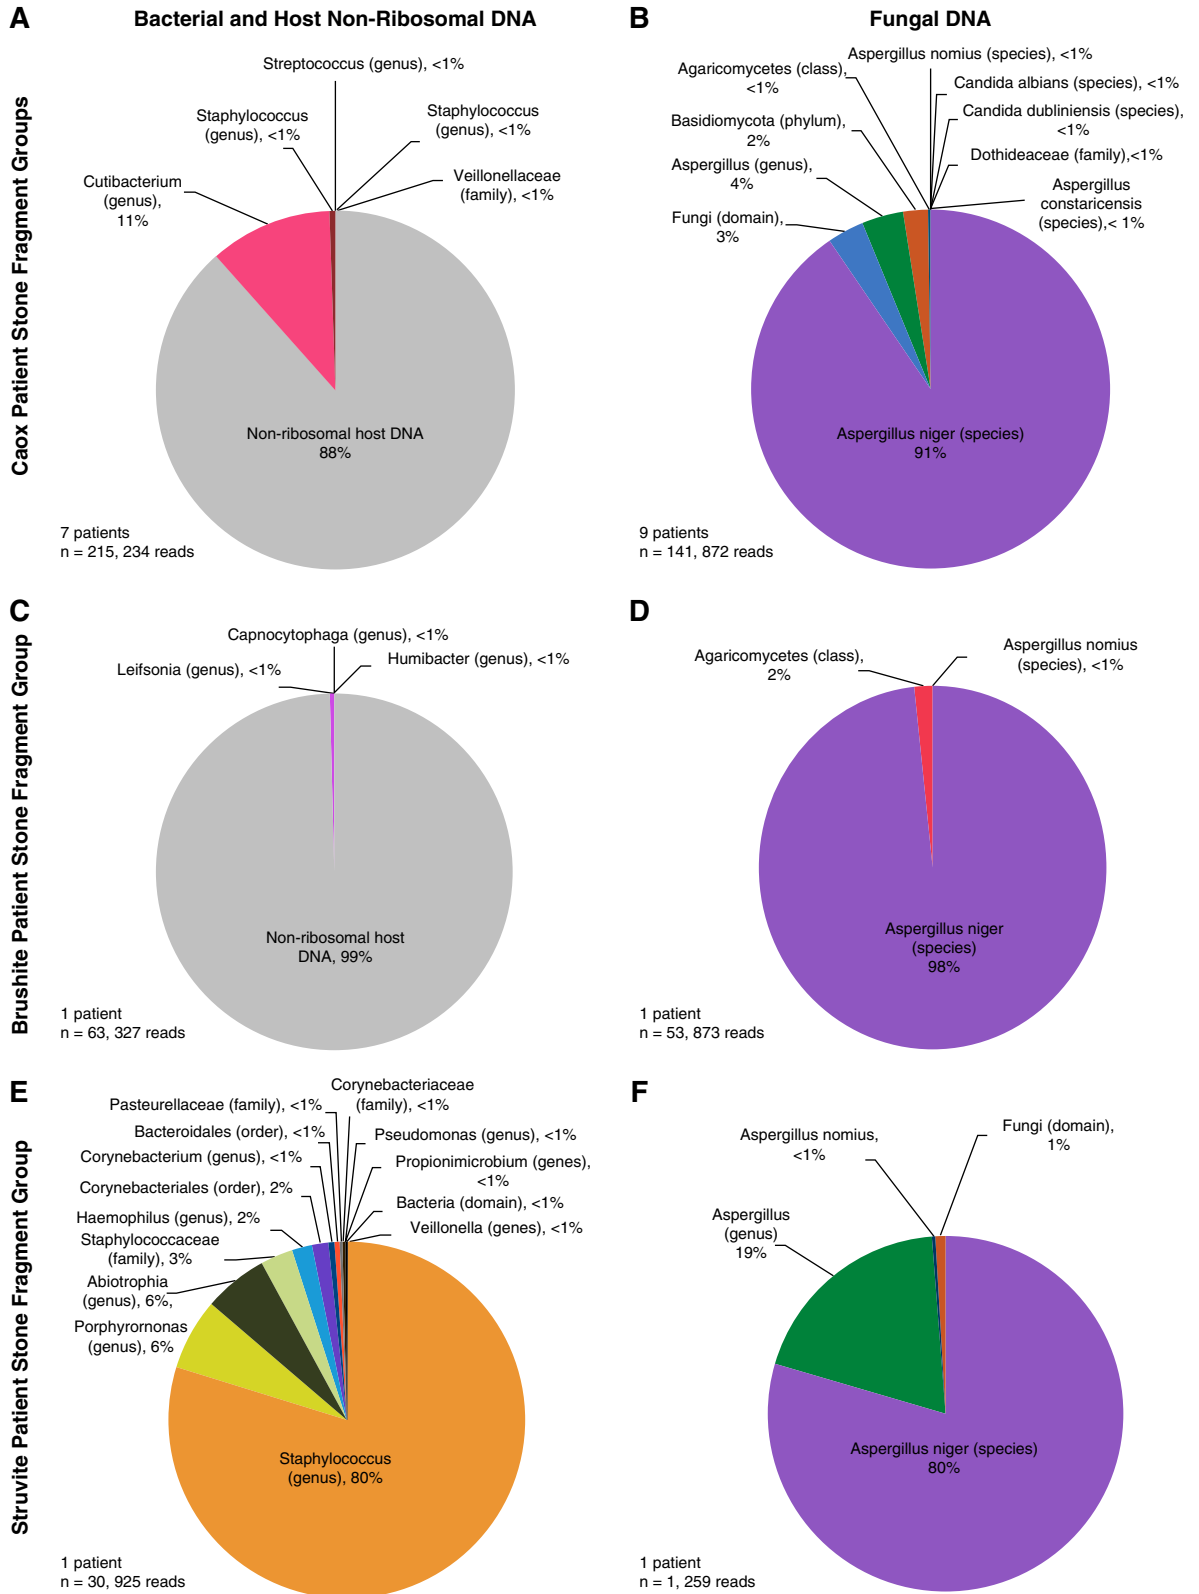 A
Bacterial and Host Non-Ribosomal DNA
Caox Patient Stone Fragment Groups
Streptococcus (genus), <1%
Staphylococcus
(genus), <1%
Staphylococcus
(genus), <1%
Cutibacterium
(genus),
11%
Veillonellaceae
(family), <1%
Non-ribosomal host DNA
88%
7 patients
n = 215, 234 reads
B
Fungal DNA
Aspergillus nomius (species), <1%
Agaricomycetes (class),
<1%
Candida albians (species), <1%
Candida dubliniensis (species),
<1%
Basidiomycota (phylum),
2%
Dothideaceae (family),<1%
Aspergillus (genus),
4%
Aspergillus
constaricensis
(species),< 1%
Fungi (domain),
3%
Aspergillus niger (species)
91%
9 patients
n = 141, 872 reads
C
Brushite Patient Stone Fragment Group
Capnocytophaga (genus), <1%
Leifsonia (genus), <1%
Humibacter (genus), <1%
Non-ribosomal host
DNA, 99%
1 patient
n = 63, 327 reads
D
Agaricomycetes (class),
2%
Aspergillus nomius
(species), <1%
Aspergillus niger
(species)
98%
1 patient
n = 53, 873 reads
E
Struvite Patient Stone Fragment Group
Corynebacteriaceae
(family), <1%
Pasteurellaceae (family), <1%
Bacteroidales (order), <1%
Pseudomonas (genus), <1%
Corynebacterium (genus), <1%
Propionimicrobium (genes),
<1%
Corynebacteriales (order), 2%
Bacteria (domain), <1%
Haemophilus (genus), 2%
Veillonella (genes), <1%
Staphylococcaceae
(family), 3%
Abiotrophia
(genus), 6%,
Porphyrornonas
(genus), 6%
Staphylococcus
(genus), 80%
1 patient
n = 30, 925 reads
F
Aspergillus nomius,
<1%
Fungi (domain),
1%
Aspergillus
(genus)
19%
Aspergillus niger (species)
80%
1 patient
n = 1, 259 reads